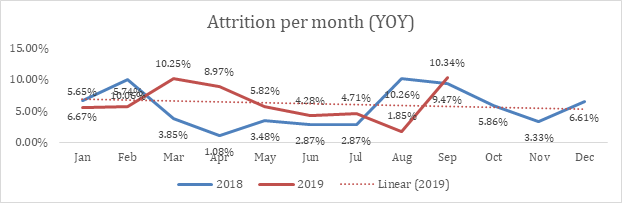 Attrition per month (YOY)
15.00%
10.00%
5.00%
0.00%
5.65% 5.74% 10.25% 8.97% 5.82% 4.28% 4.71% 1.85% 10.34%
6.67% 10.05% 3.85% 1.08% 3.48% 2.87% 2.87% 10.26% 9.47% 5.86% 3.33% 6.61%
Jan Feb Mar Apr May Jun Jul Aug Sep Oct Nov Dec
2018 2019 Linear (2019)